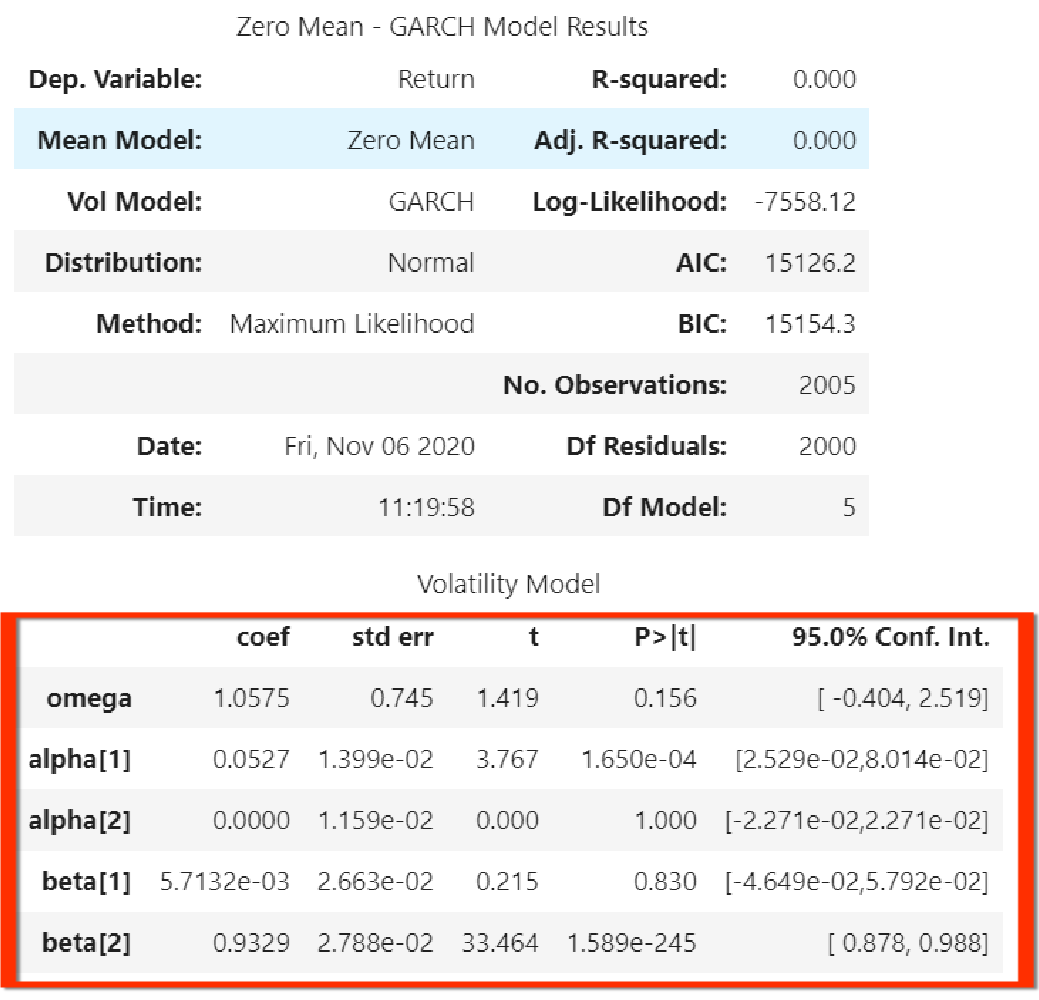 Zero Mean - GARCH Model Results
Dep. Variable: Return R-squared: 0.000
Mean Model: Zero Mean Adj. R-squared: 0.000
Vol Model: GARCH Log-Likelihood: -7558.12
Distribution: Normal AIC: 15126.2
Method: Maximum Likelihood BIC: 15154.3
No. Observations: 2005
Date: Fri, Nov 06 2020 Df Residuals: 2000
Time: 11:19:58 Df Model: 5
Volatility Model
coef std err t P>|t| 95.0% Conf. Int.
omega 1.0575 0.745 1.419 0.156 [ -0.404, 2.519]
alpha[1] 0.0527 1.399e-02 3.767 1.650e-04 [2.529e-02,8.014e-02]
alpha[2] 0.0000 1.159e-02 0.000 1.000 [-2.271e-02,2.271e-02]
beta[1] 5.7132e-03 2.663e-02 0.215 0.830 [-4.649e-02,5.792e-02]
beta[2] 0.9329 2.788e-02 33.464 1.589e-245 [ 0.878, 0.988]